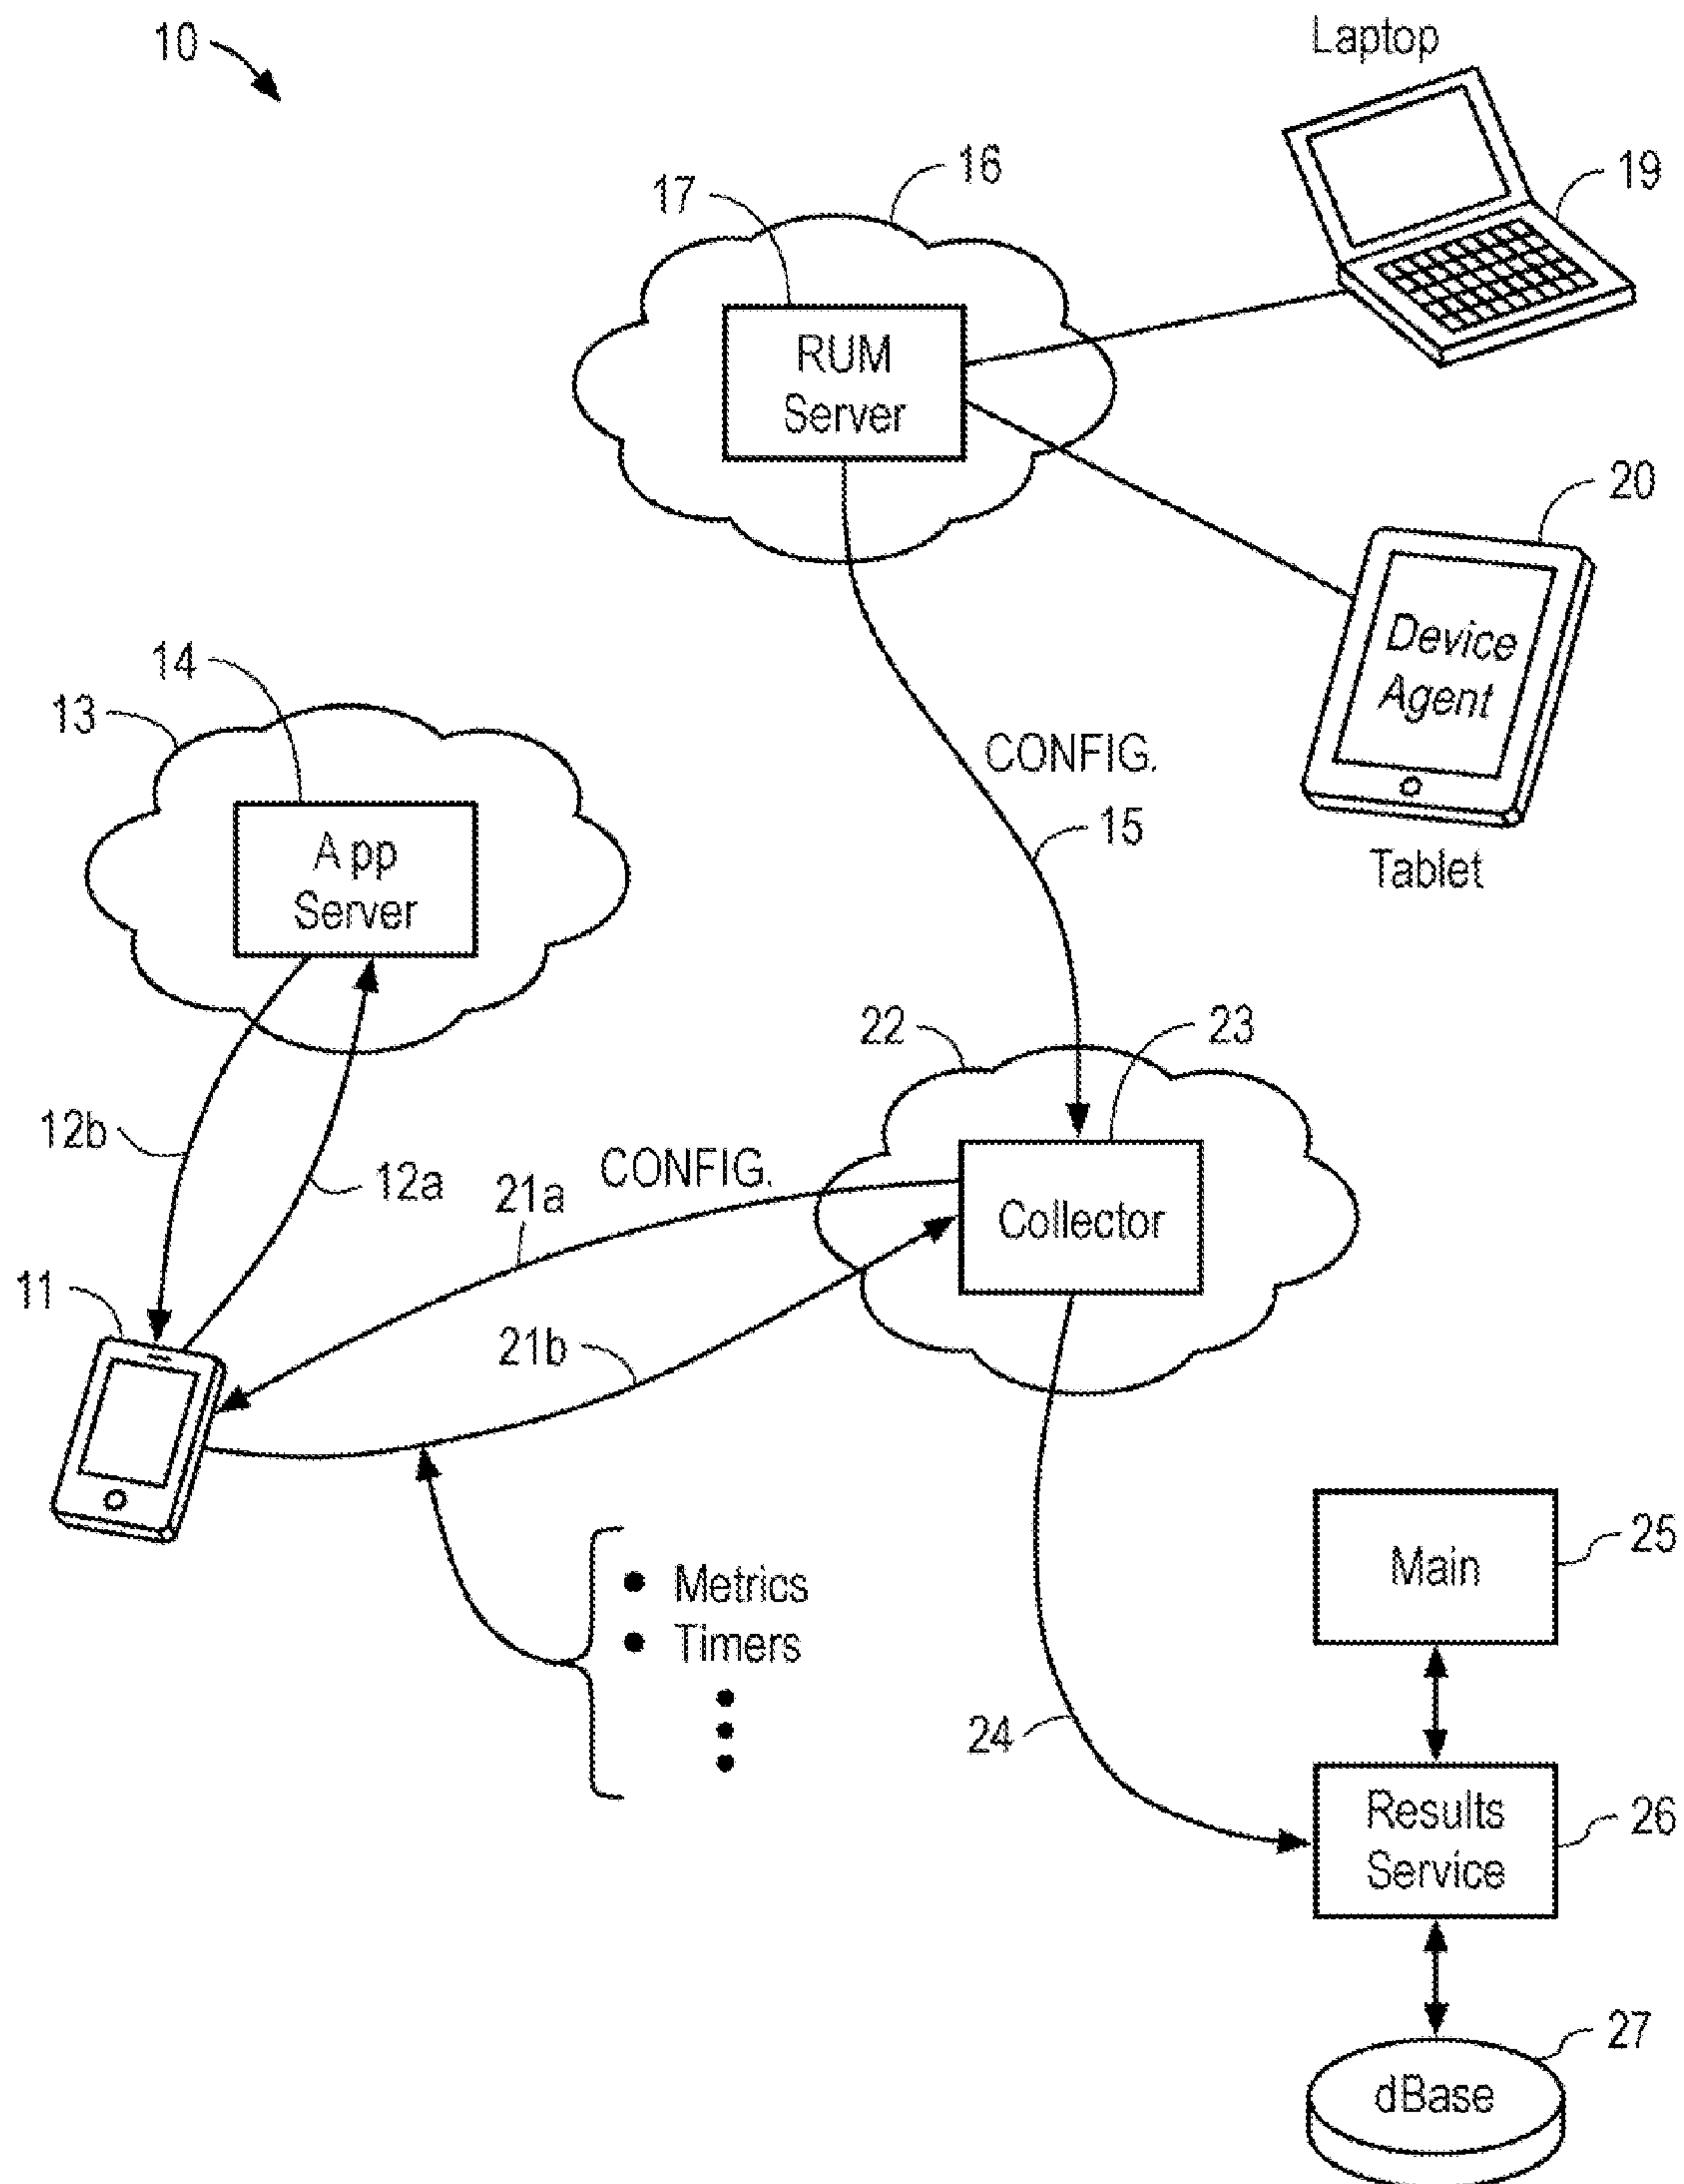 10
Laptop
16
17
19
RUM
Server
20
Device
Agent
14
13
CONFIG.
15
Tablet
App
Server
22
23
12b
12a
CONFIG.
21a
Collector
11
21b
25
Main
Metrics
Timers
24
Results
Service
26
27
dBase